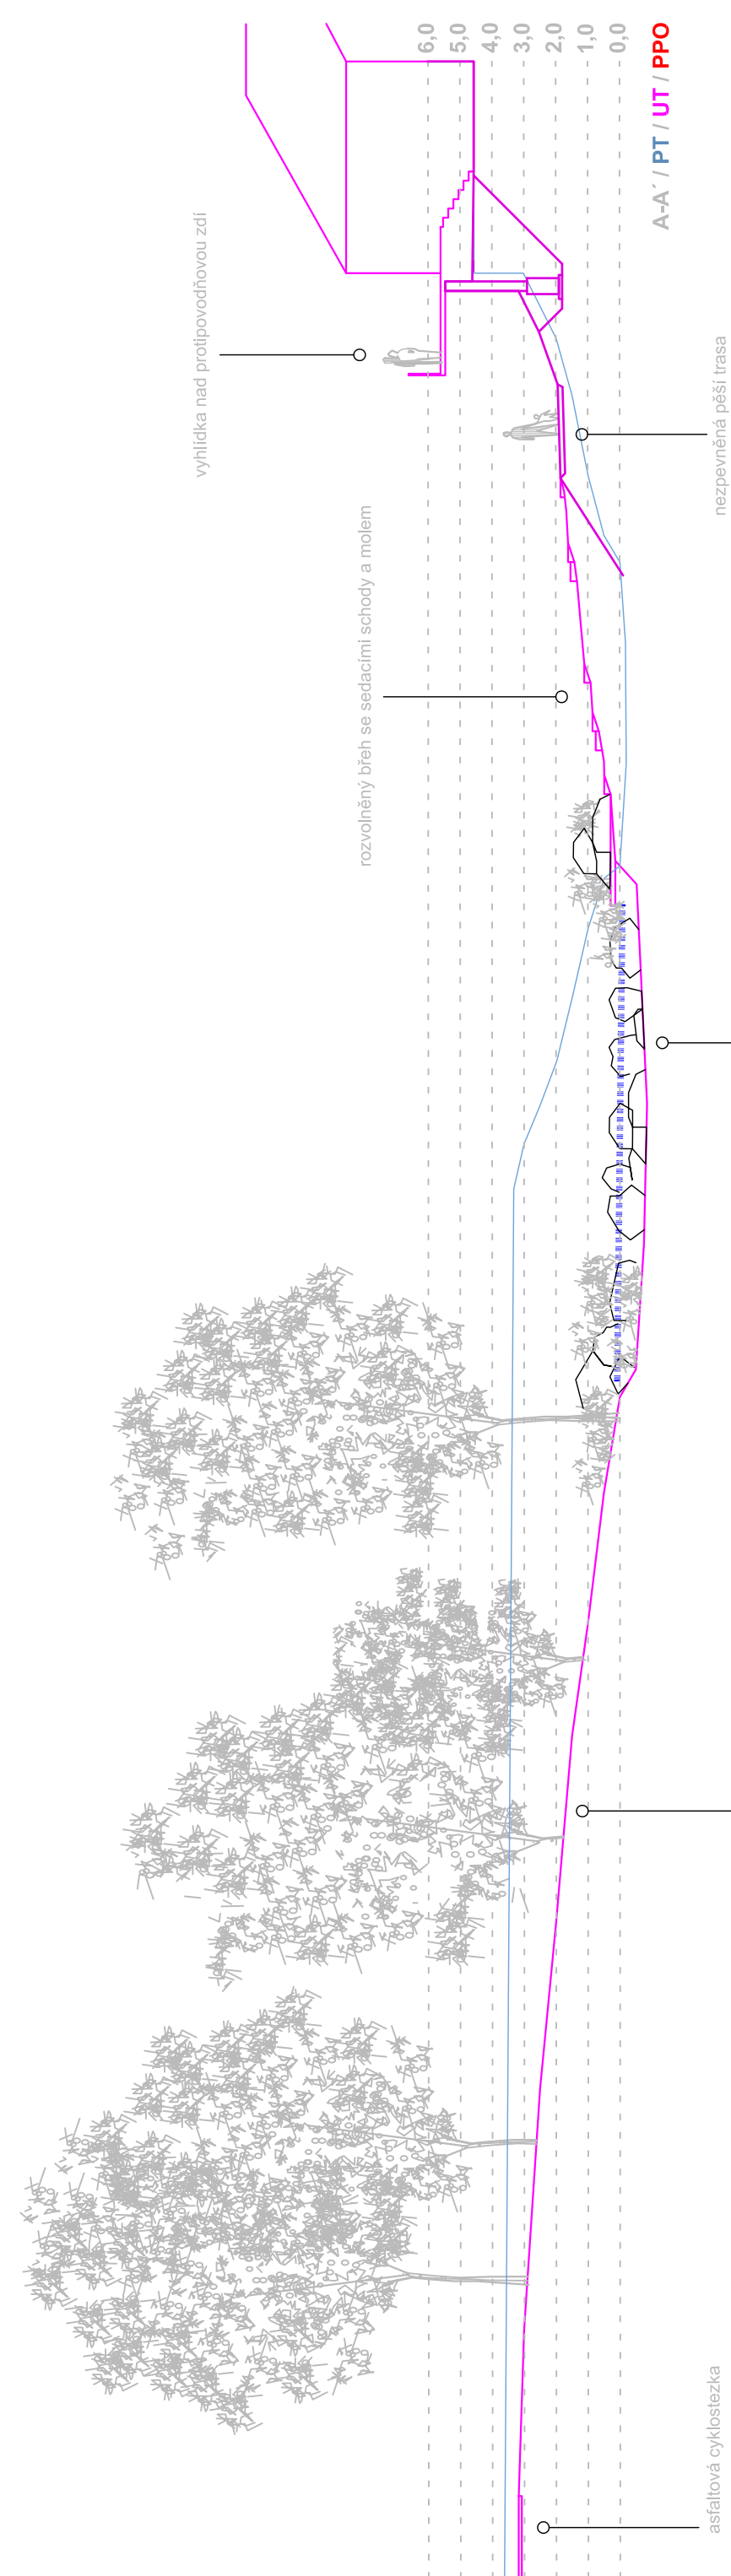 6,0
5,0
4,0
3,0
2,0
1,0
0,0
A-A´ / PT / UT / PPO
vyhlídka nad protipovodňovou zdí
nezpevněná pěší trasa
rozvolněný břeh se sedacími schody a molem
asfaltová cyklostezka